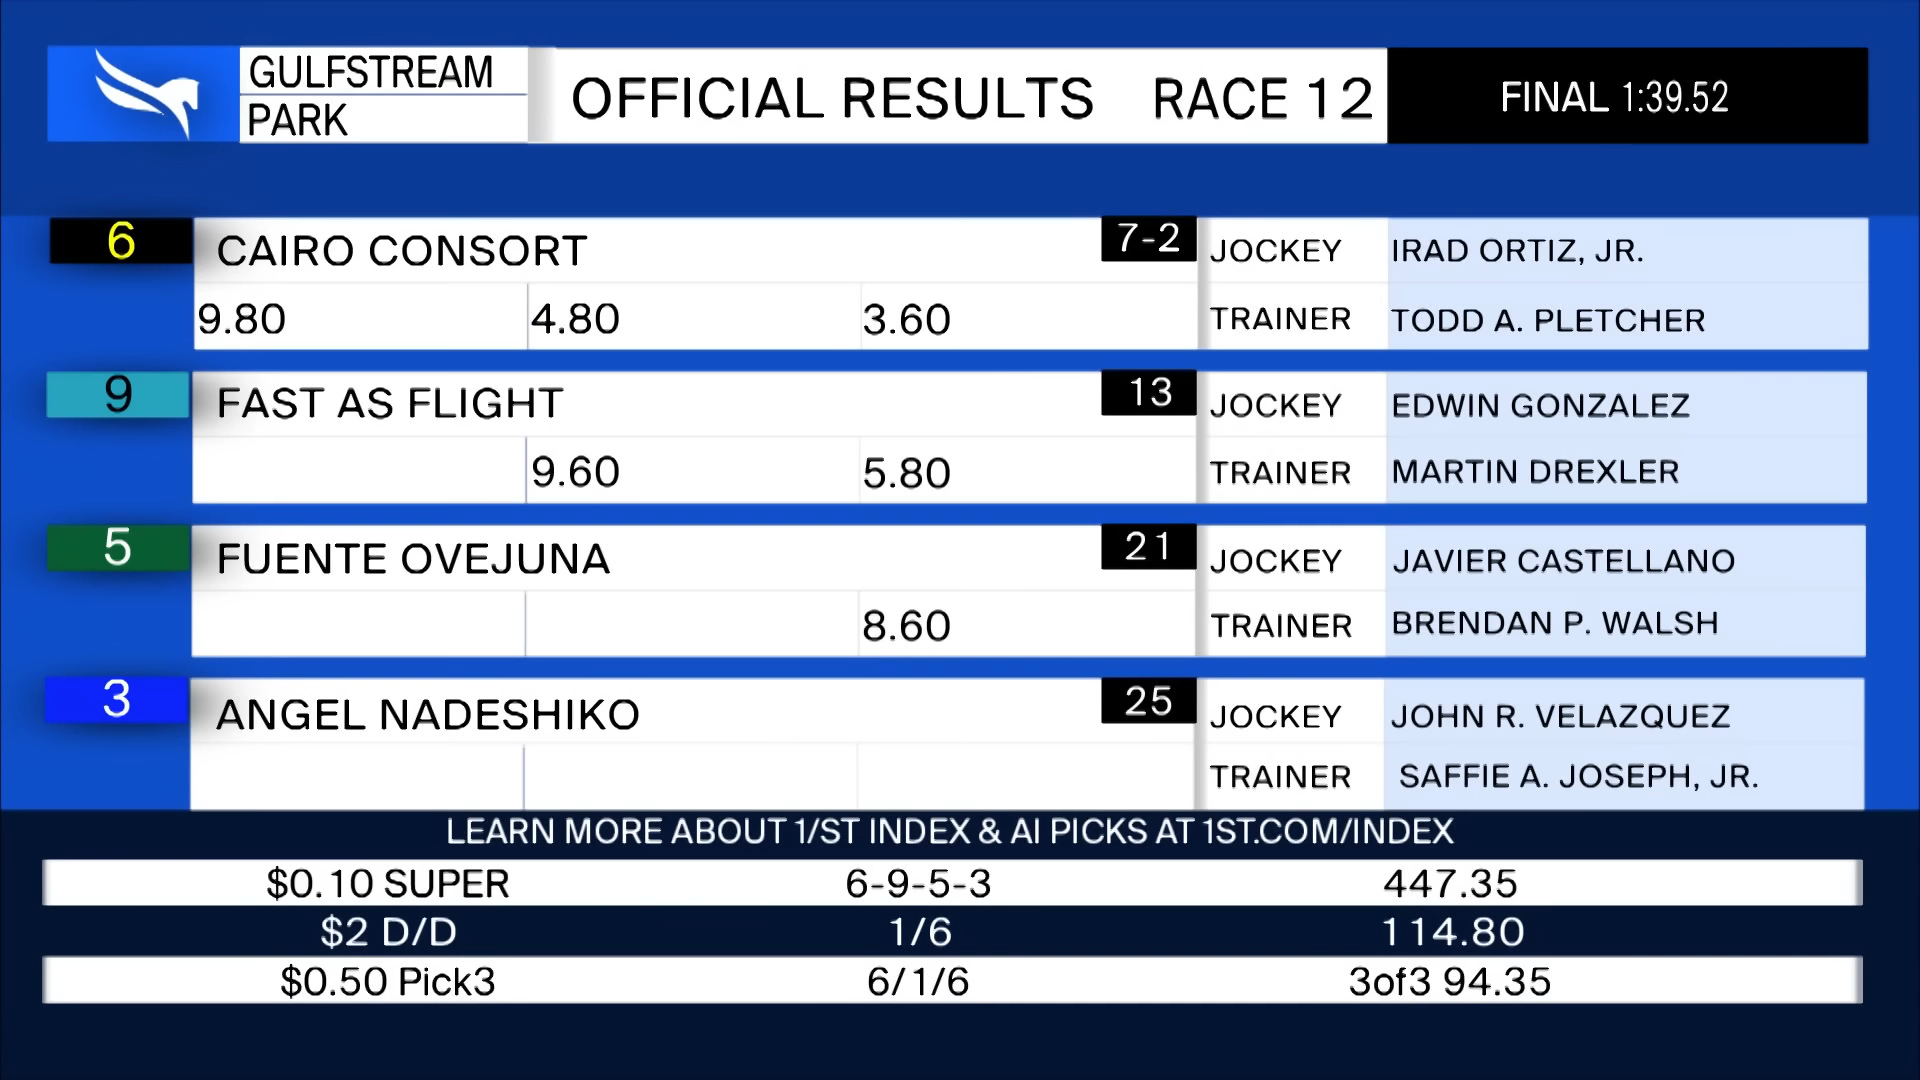 GULFSTREAM
PARK
OFFICIAL RESULTS RACE 12
FINAL 1:39.52
6 CAIRO CONSORT 7-2 JOCKEY IRAD ORTIZ, JR.
9.80 4.80 3.60 TRAINER TODD A. PLETCHER
9 FAST AS FLIGHT 13 JOCKEY EDWIN GONZALEZ
9.60 5.80 TRAINER MARTIN DREXLER
5 FUENTE OVEJUNA 21 JOCKEY JAVIER CASTELLANO
8.60 TRAINER BRENDAN P. WALSH
3 ANGEL NADESHIKO 25 JOCKEY JOHN R. VELAZQUEZ
TRAINER SAFFIE A. JOSEPH, JR.
LEARN MORE ABOUT 1/ST INDEX & AI PICKS AT 1ST.COM/INDEX
$0.10 SUPER 6-9-5-3 447.35
$2 D/D 1/6 114.80
$0.50 Pick3 6/1/6 3of3 94.35